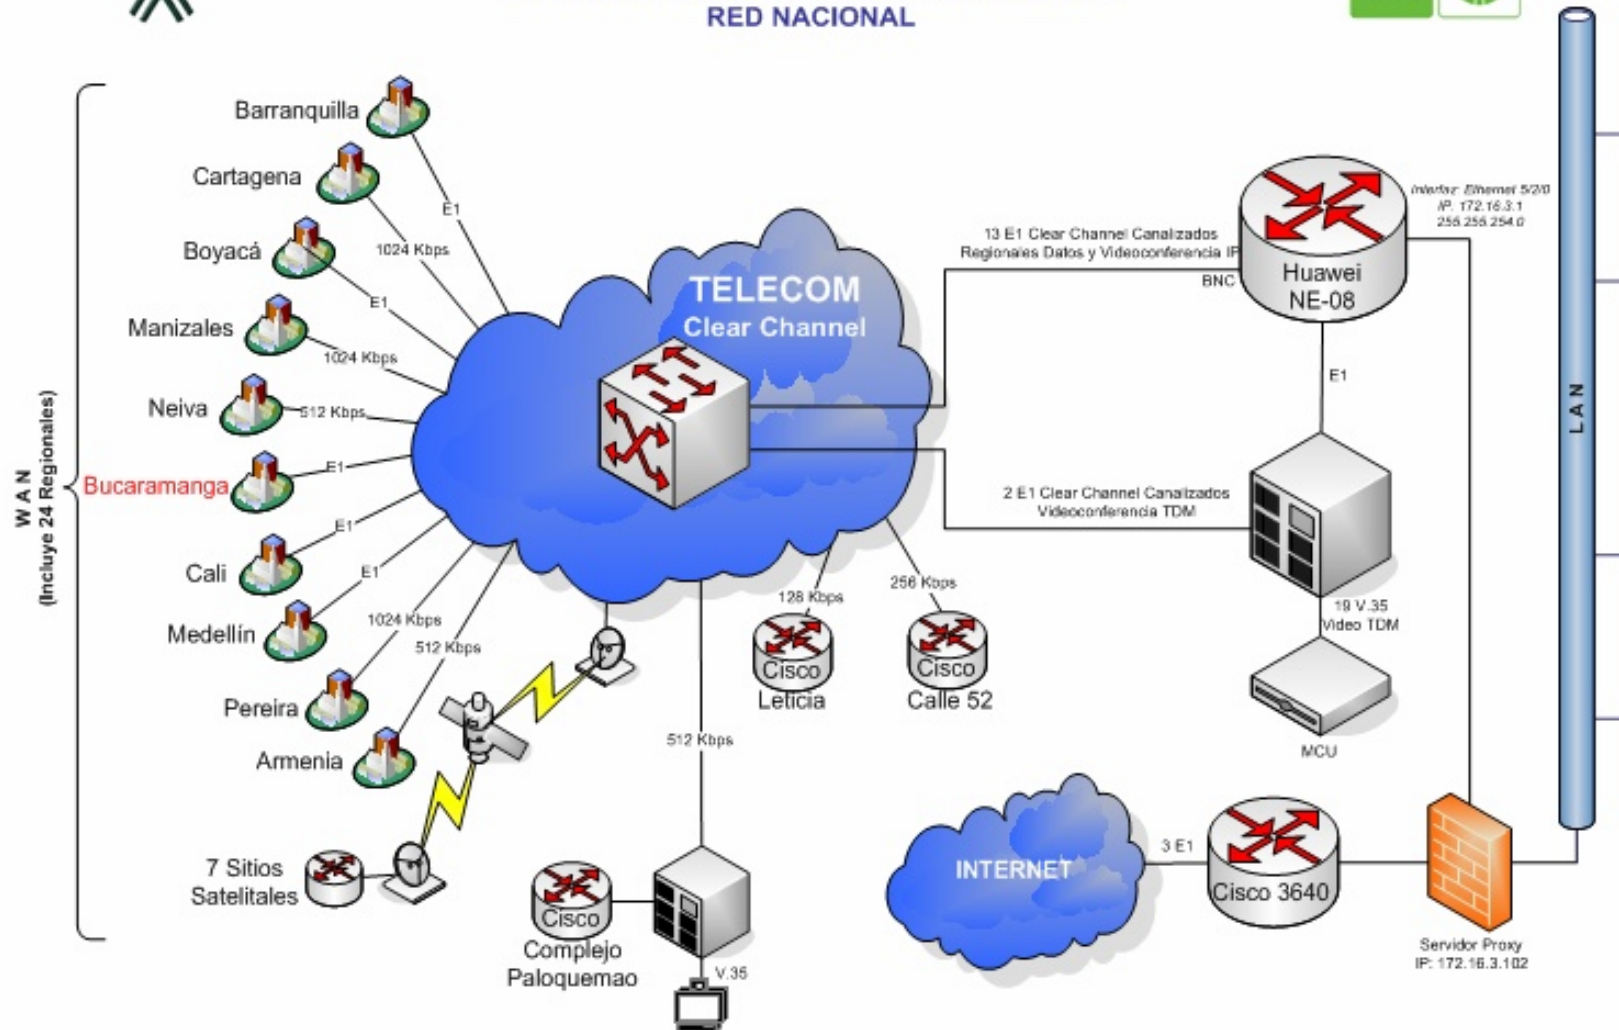 RED NACIONAL
Barranquilla
Cartagena
Boyacá
Manizales
Neiva
Bucaramanga
Cali
Medellín
Pereira
Armenia
7 Sitios
Satelitales
W A N
(Incluye 24 Regionales)
E1
1024 Kbps
E1
1024 Kbps
512 Kbps
E1
E1
E1
1024 Kbps
512 Kbps
TELECOM
Clear Channel
13 E1 Clear Channel Canalizados
Regionales Datos y Videoconferencia IP
BNC
Huawei
NE-08
Interfaz: Ethernet 5/2/0
IP: 172.16.3.1
255.255.254.0
E1
2 E1 Clear Channel Canalizados
Videoconferencia TDM
19 V.35
Video TDM
MCU
128 Kbps
Cisco
Leticia
256 Kbps
Cisco
Calle 52
512 Kbps
Cisco
Complejo
Paloquemao
V.35
INTERNET
3 E1
Cisco 3640
Servidor Proxy
IP: 172.16.3.102
L A N